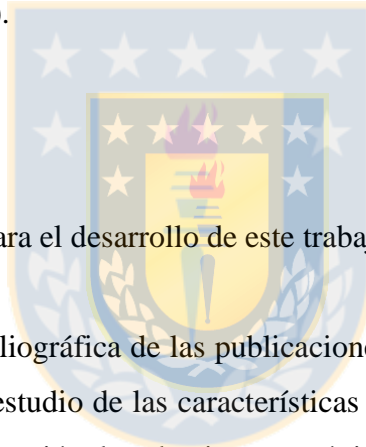 ).
ara el desarrollo de este trabaj
liográfica de las publicacione
estudio de las características